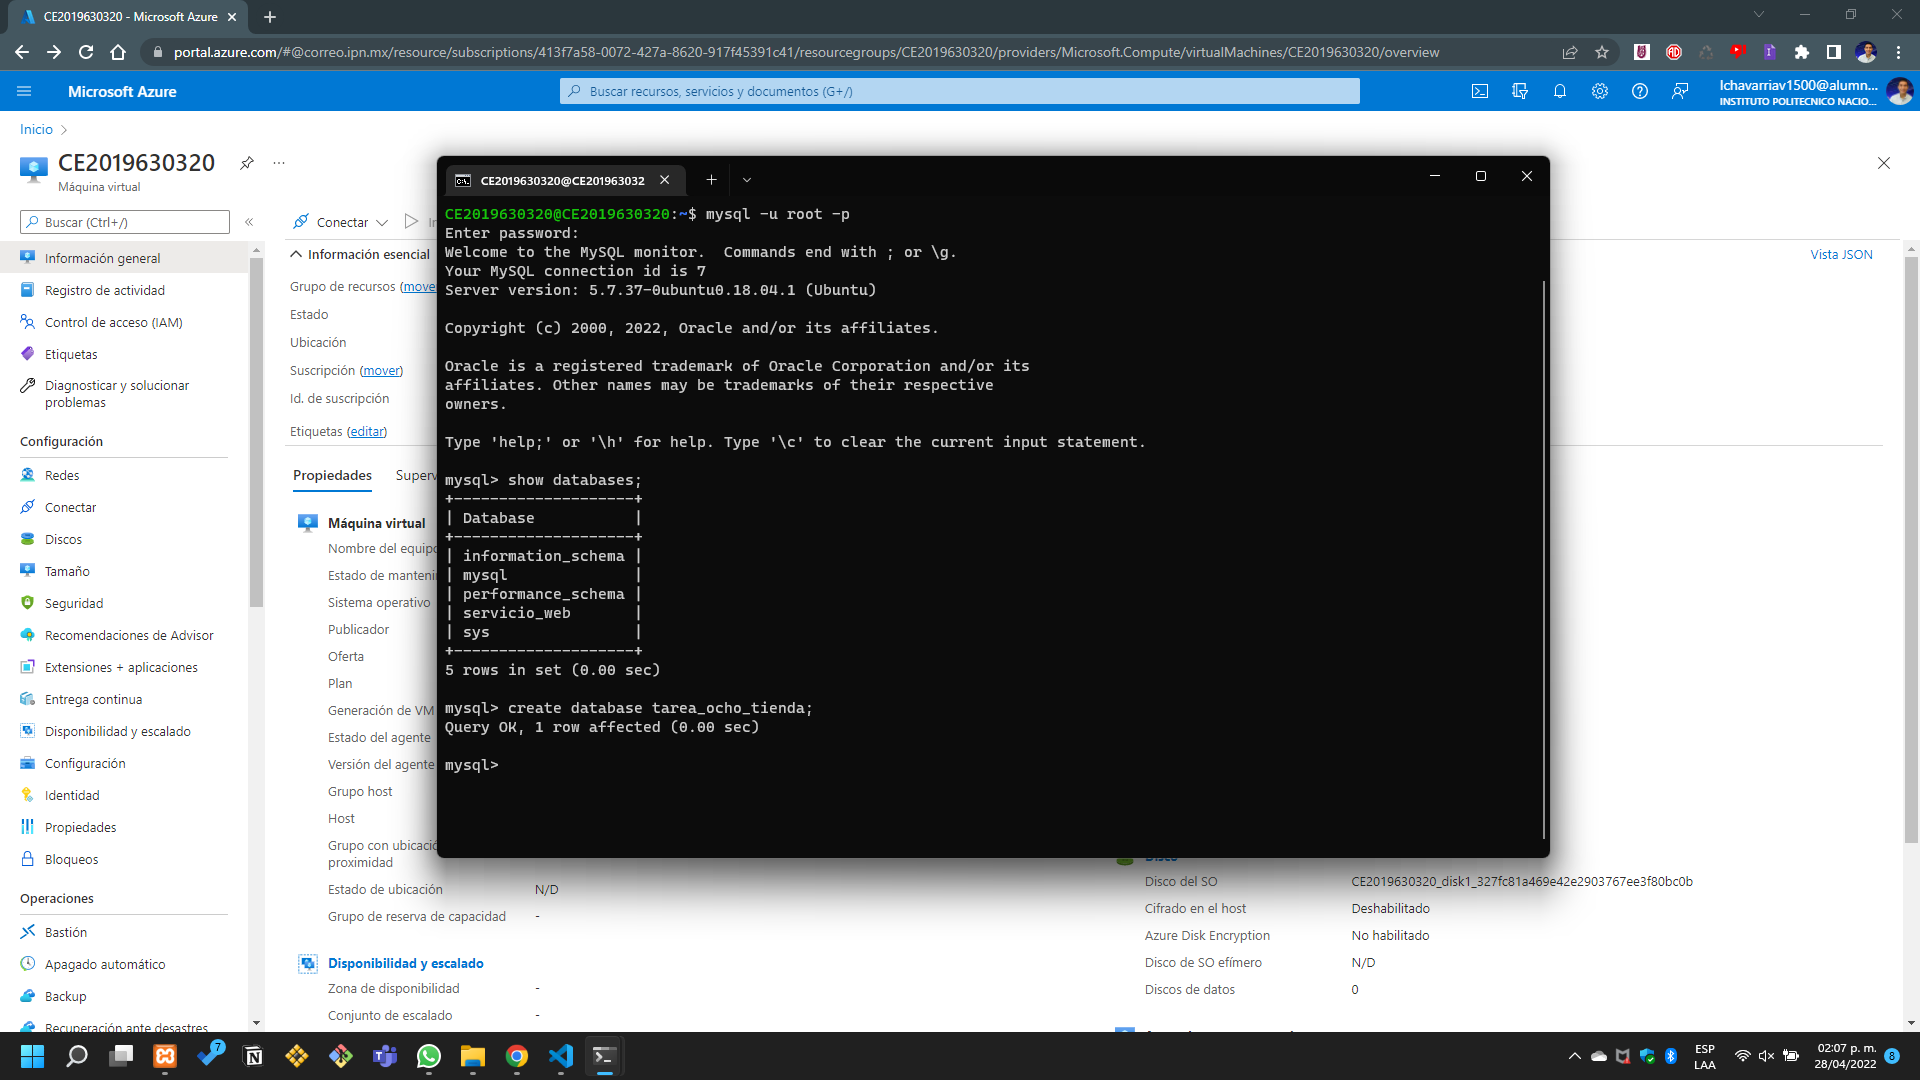 CE2019630320 - Microsoft Azure
portal.azure.com/#@correo.ipn.mx/resource/subscriptions/413f7a58-0072-427a-8620-917f45391c41/resourcegroups/CE2019630320/providers/Microsoft.Compute/virtualMachines/CE2019630320/overview
Microsoft Azure
Buscar recursos, servicios y documentos (G+/)
lchavarriav1500@alumn...
INSTITUTO POLITECNICO NACIO...
Inicio
CE2019630320
Máquina virtual
Buscar (Ctrl+/)
Información general
Registro de actividad
Control de acceso (IAM)
Etiquetas
Diagnosticar y solucionar
problemas
Configuración
Redes
Conectar
Discos
Tamaño
Seguridad
Recomendaciones de Advisor
Extensiones + aplicaciones
Entrega continua
Disponibilidad y escalado
Configuración
Identidad
Propiedades
Bloqueos
Operaciones
Bastión
Apagado automático
Backup
Recuperación ante desastres
Conectar
Información esencial
Vista JSON
Grupo de recursos (mover
Estado
Ubicación
Suscripción (mover)
Id. de suscripción
Etiquetas (editar)
Propiedades
Máquina virtual
Nombre del equipo
Sistema operativo
Publicador
Oferta
Plan
Generación de VM
Estado del agente
Versión del agente
Grupo host
Host
Grupo con ubicació
proximidad
Estado de ubicación N/D
Grupo de reserva de capacidad -
Disponibilidad y escalado
Zona de disponibilidad -
Conjunto de escalado -
CE2019630320@CE201963032
CE2019630320@CE2019630320:~$ mysql -u root -p
Enter password:
Welcome to the MySQL monitor.  Commands end with ; or \g.
Your MySQL connection id is 7
Server version: 5.7.37-0ubuntu0.18.04.1 (Ubuntu)
Copyright (c) 2000, 2022, Oracle and/or its affiliates.
Oracle is a registered trademark of Oracle Corporation and/or its
affiliates. Other names may be trademarks of their respective
owners.
Type 'help;' or '\h' for help. Type '\c' to clear the current input statement.
mysql> show databases;
+--------------------+
| Database           |
+--------------------+
| information_schema |
| mysql              |
| performance_schema |
| servicio_web       |
| sys                |
+--------------------+
5 rows in set (0.00 sec)
mysql> create database tarea_ocho_tienda;
Query OK, 1 row affected (0.00 sec)
mysql>
Disco
Disco del SO CE2019630320_disk1_327fc81a469e42e2903767ee3f80bc0b
Cifrado en el host Deshabilitado
Azure Disk Encryption No habilitado
Disco de SO efímero N/D
Discos de datos 0
7
ESP
LAA
02:07 p. m.
28/04/2022
8